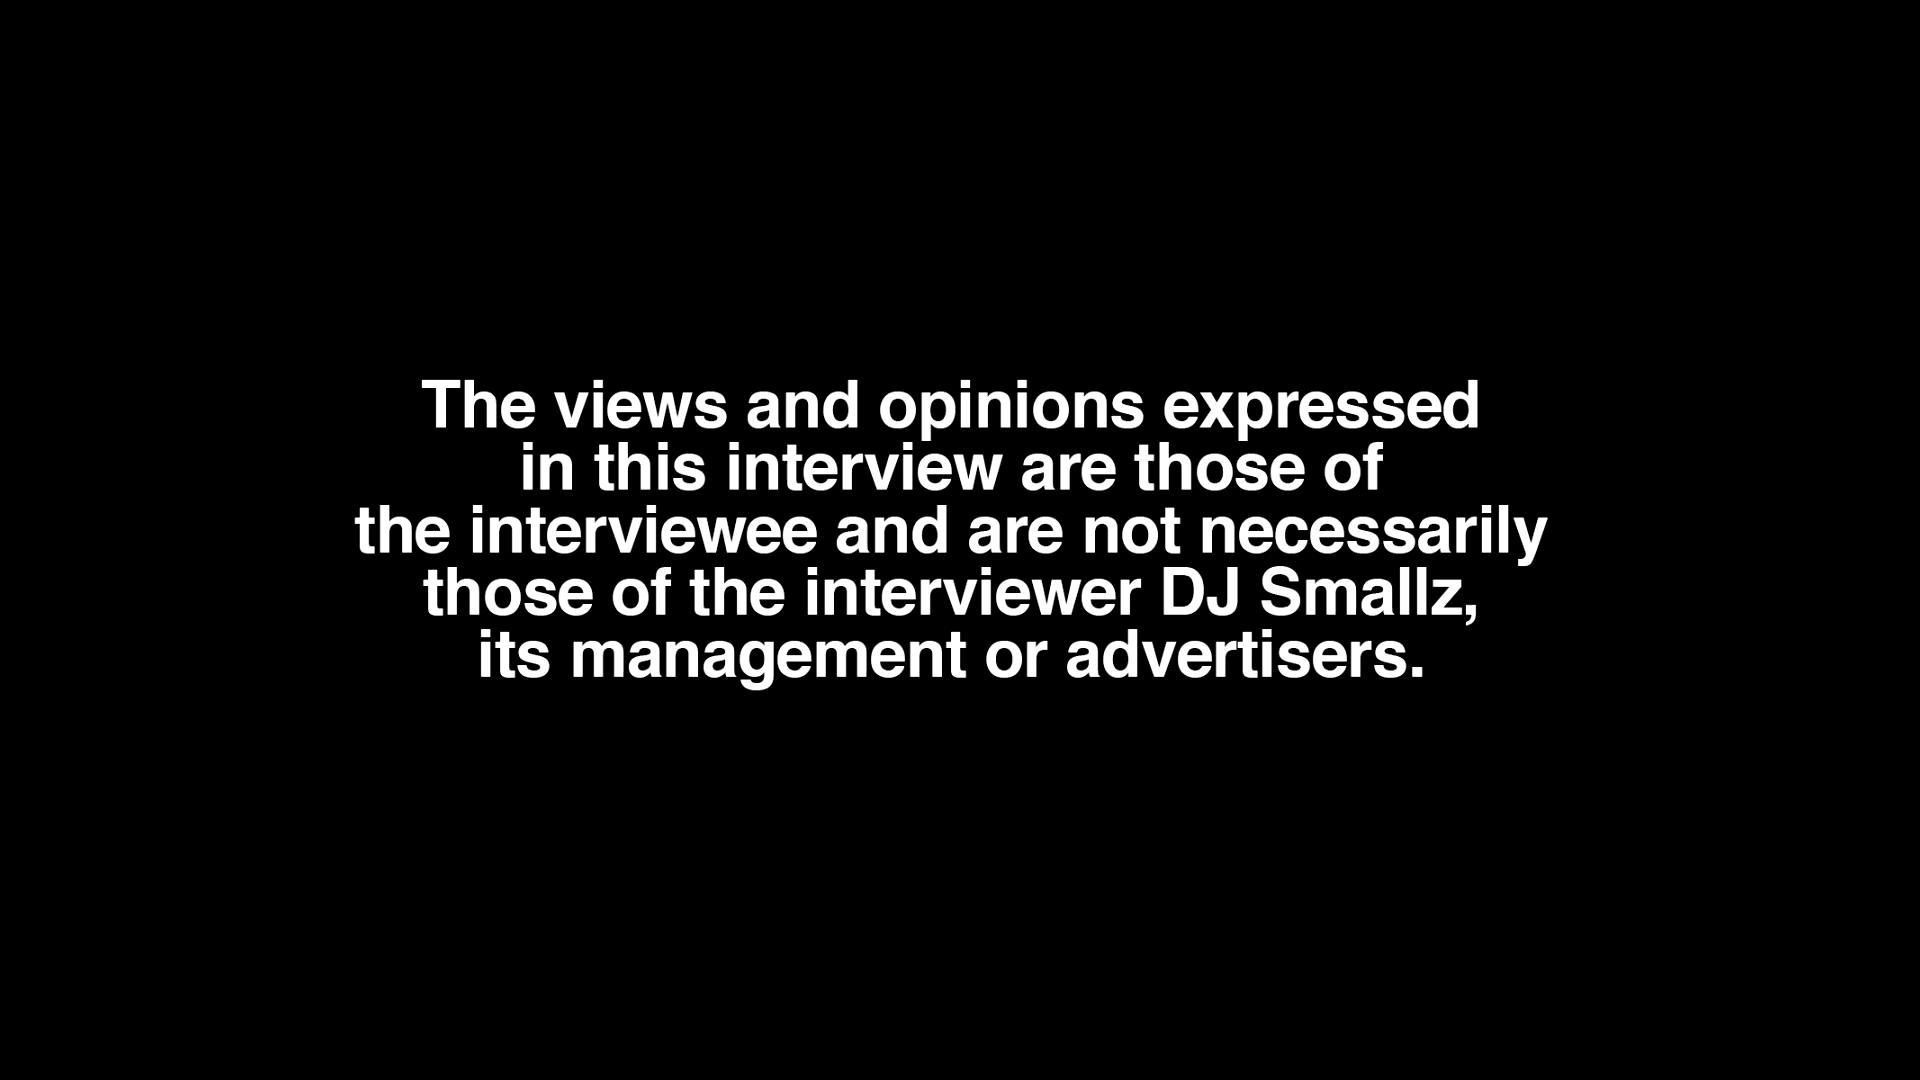 The views and opinions expressed
in this interview are those of
the interviewee and are not necessarily
those of the interviewer DJ Smallz,
its management or advertisers.